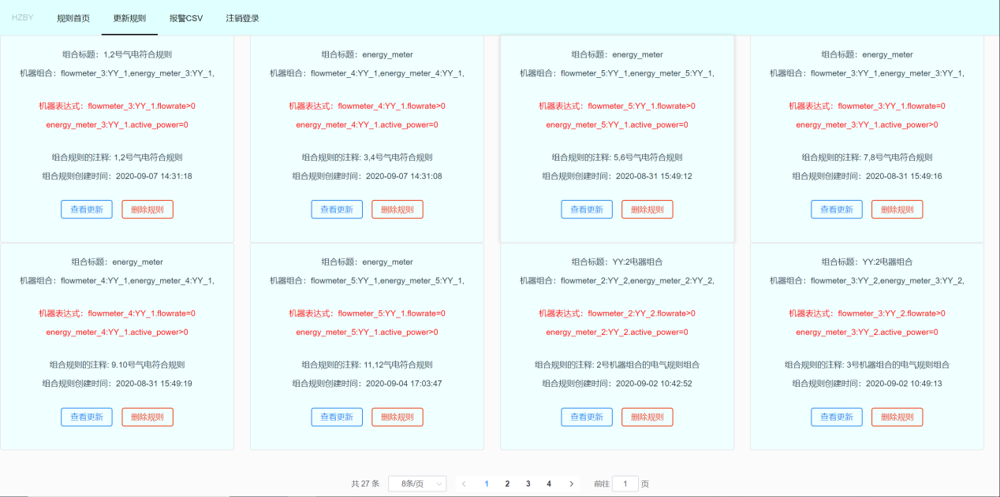 HZBY 规则首页 更新规则 报警CSV 注销登录
组合标题：1,2号气电符合规则
机器组合：flowmeter_3:YY_1,energy_meter_3:YY_1,
机器表达式：flowmeter_3:YY_1.flowrate>0
energy_meter_3:YY_1.active_power=0
组合规则的注释: 1,2号气电符合规则
组合规则创建时间：2020-09-07 14:31:18
查看更新 删除规则
组合标题：energy_meter
机器组合：flowmeter_4:YY_1,energy_meter_4:YY_1,
机器表达式：flowmeter_4:YY_1.flowrate>0
energy_meter_4:YY_1.active_power=0
组合规则的注释: 3,4号气电符合规则
组合规则创建时间：2020-09-07 14:31:08
查看更新 删除规则
组合标题：energy_meter
机器组合：flowmeter_5:YY_1,energy_meter_5:YY_1,
机器表达式：flowmeter_5:YY_1.flowrate>0
energy_meter_5:YY_1.active_power=0
组合规则的注释: 5,6号气电符合规则
组合规则创建时间：2020-08-31 15:49:12
查看更新 删除规则
组合标题：energy_meter
机器组合：flowmeter_3:YY_1,energy_meter_3:YY_1,
机器表达式：flowmeter_3:YY_1.flowrate=0
energy_meter_3:YY_1.active_power>0
组合规则的注释: 7,8号气电符合规则
组合规则创建时间：2020-08-31 15:49:16
查看更新 删除规则
组合标题：energy_meter
机器组合：flowmeter_4:YY_1,energy_meter_4:YY_1,
机器表达式：flowmeter_4:YY_1.flowrate=0
energy_meter_4:YY_1.active_power>0
组合规则的注释: 9.10号气电符合规则
组合规则创建时间：2020-08-31 15:49:19
查看更新 删除规则
组合标题：energy_meter
机器组合：flowmeter_5:YY_1,energy_meter_5:YY_1,
机器表达式：flowmeter_5:YY_1.flowrate=0
energy_meter_5:YY_1.active_power>0
组合规则的注释: 11,12气电符合规则
组合规则创建时间：2020-09-04 17:03:47
查看更新 删除规则
组合标题：YY:2电器组合
机器组合：flowmeter_2:YY_2,energy_meter_2:YY_2,
机器表达式：flowmeter_2:YY_2.flowrate>0
energy_meter_2:YY_2.active_power=0
组合规则的注释: 2号机器组合的电气规则组合
组合规则创建时间：2020-09-02 10:42:52
查看更新 删除规则
组合标题：YY:2电器组合
机器组合：flowmeter_3:YY_2,energy_meter_3:YY_2,
机器表达式：flowmeter_3:YY_2.flowrate>0
energy_meter_3:YY_2.active_power=0
组合规则的注释: 3号机器组合的电气规则组合
组合规则创建时间：2020-09-02 10:49:13
查看更新 删除规则
共 27 条 8条/页 1 2 3 4 前往 1 页